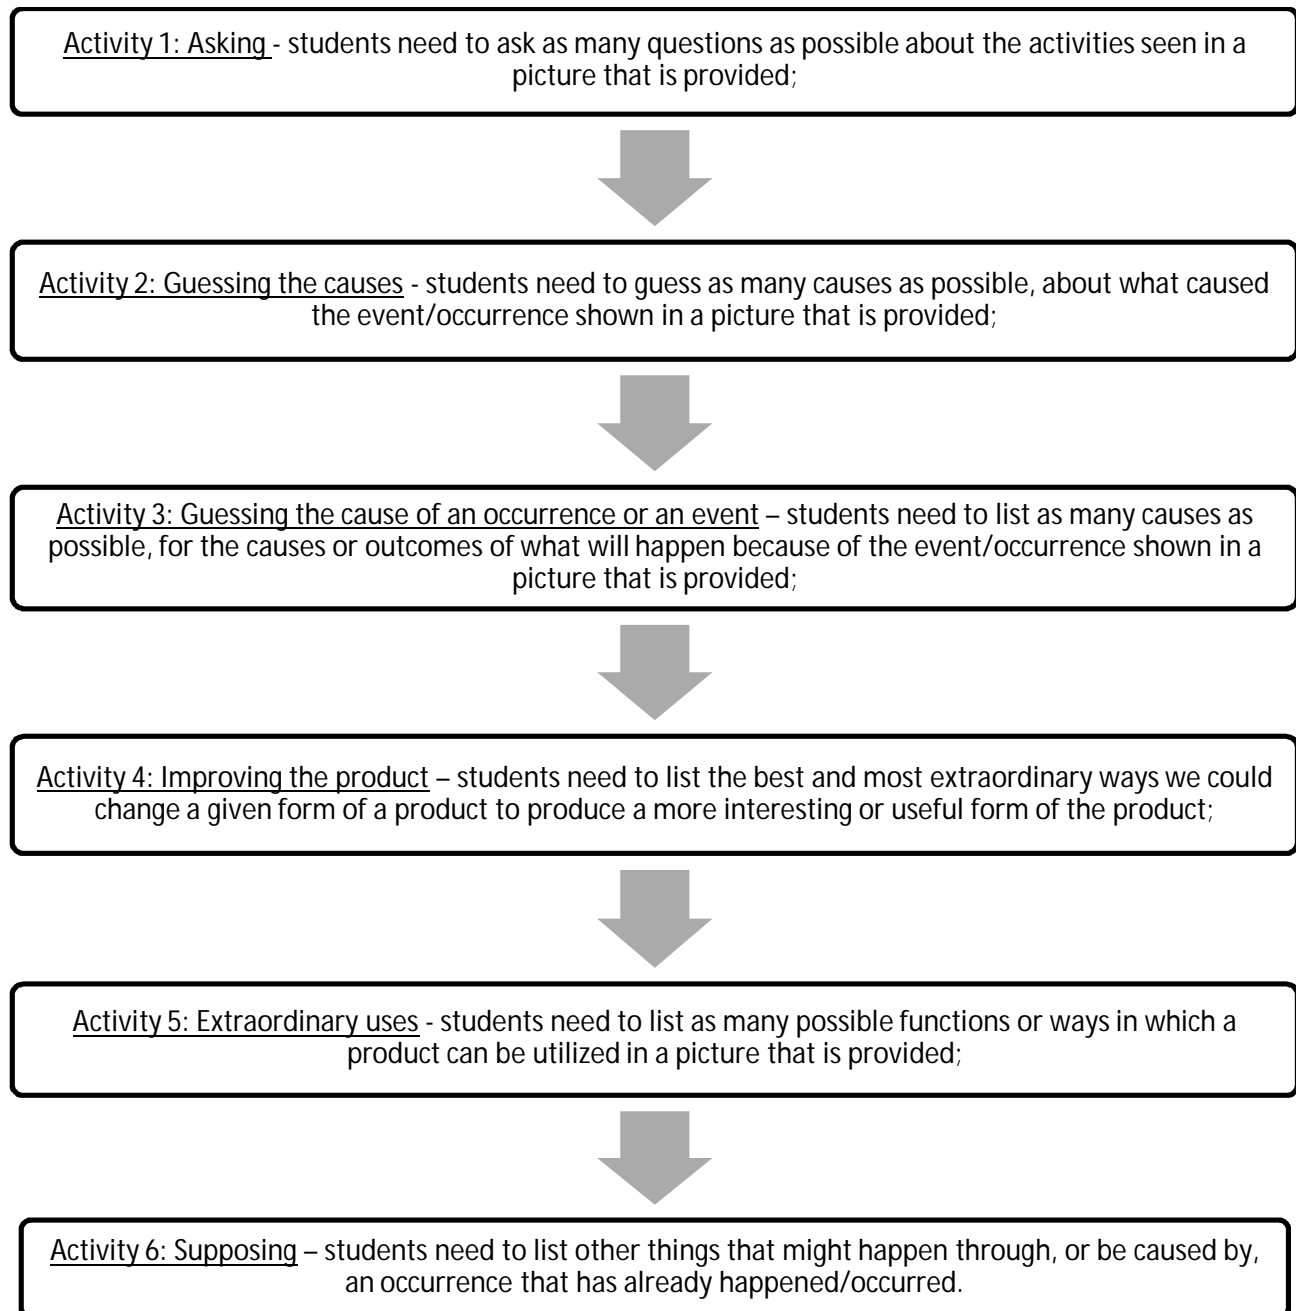 Activity 1: Asking - students need to ask as many questions as possible about the activities seen in a
picture that is provided;
Activity 2: Guessing the causes - students need to guess as many causes as possible, about what caused
the event/occurrence shown in a picture that is provided;
Activity 3: Guessing the cause of an occurrence or an event – students need to list as many causes as
possible, for the causes or outcomes of what will happen because of the event/occurrence shown in a
picture that is provided;
Activity 4: Improving the product – students need to list the best and most extraordinary ways we could
change a given form of a product to produce a more interesting or useful form of the product;
Activity 5: Extraordinary uses - students need to list as many possible functions or ways in which a
product can be utilized in a picture that is provided;
Activity 6: Supposing – students need to list other things that might happen through, or be caused by,
an occurrence that has already happened/occurred.